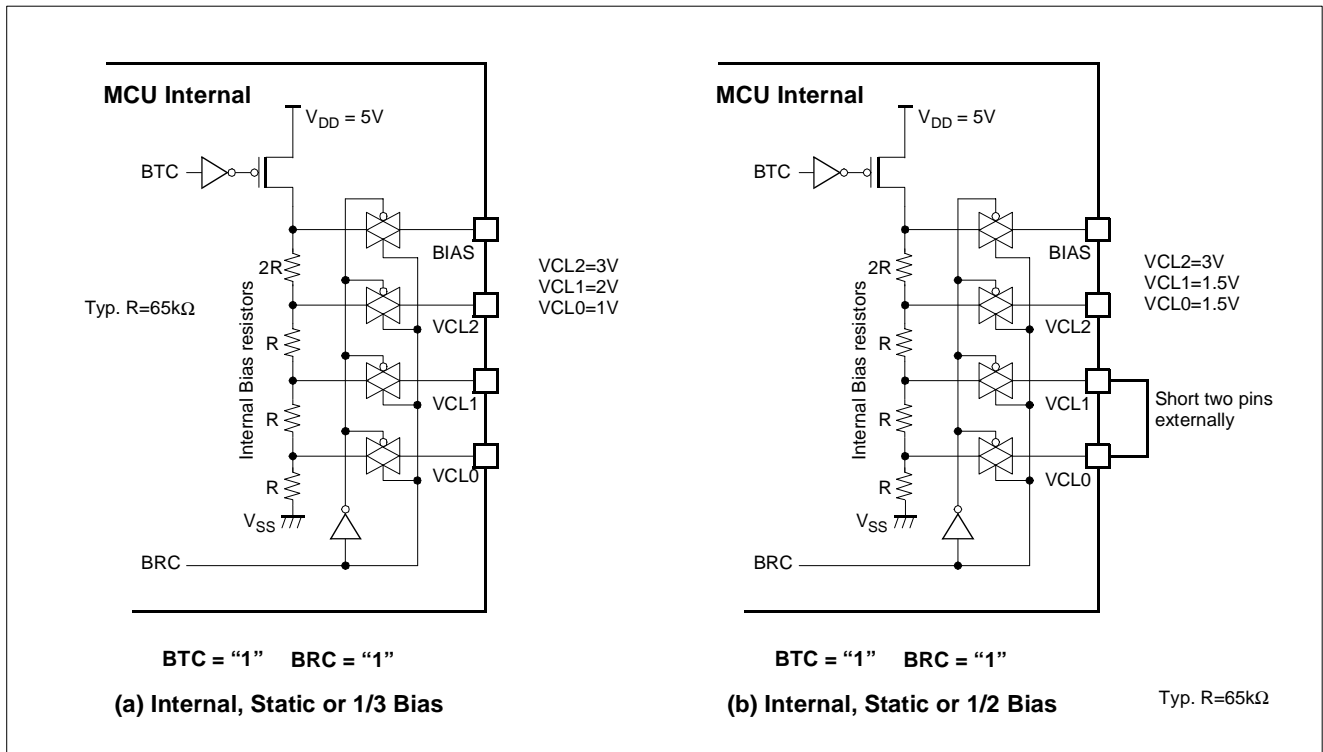 MCU Internal
V_DD = 5V
BTC
BIAS
2R
VCL2=3V
VCL1=2V
VCL0=1V
Typ. R=65kΩ
Internal Bias resistors
VCL2
R
VCL1
R
VCL0
R
V_SS
BRC
BTC = “1” BRC = “1”
(a) Internal, Static or 1/3 Bias
MCU Internal
V_DD = 5V
BTC
BIAS
2R
VCL2=3V
VCL1=1.5V
VCL0=1.5V
Internal Bias resistors
VCL2
R
VCL1
Short two pins
externally
R
VCL0
R
V_SS
BRC
BTC = “1” BRC = “1”
(b) Internal, Static or 1/2 Bias
Typ. R=65kΩ